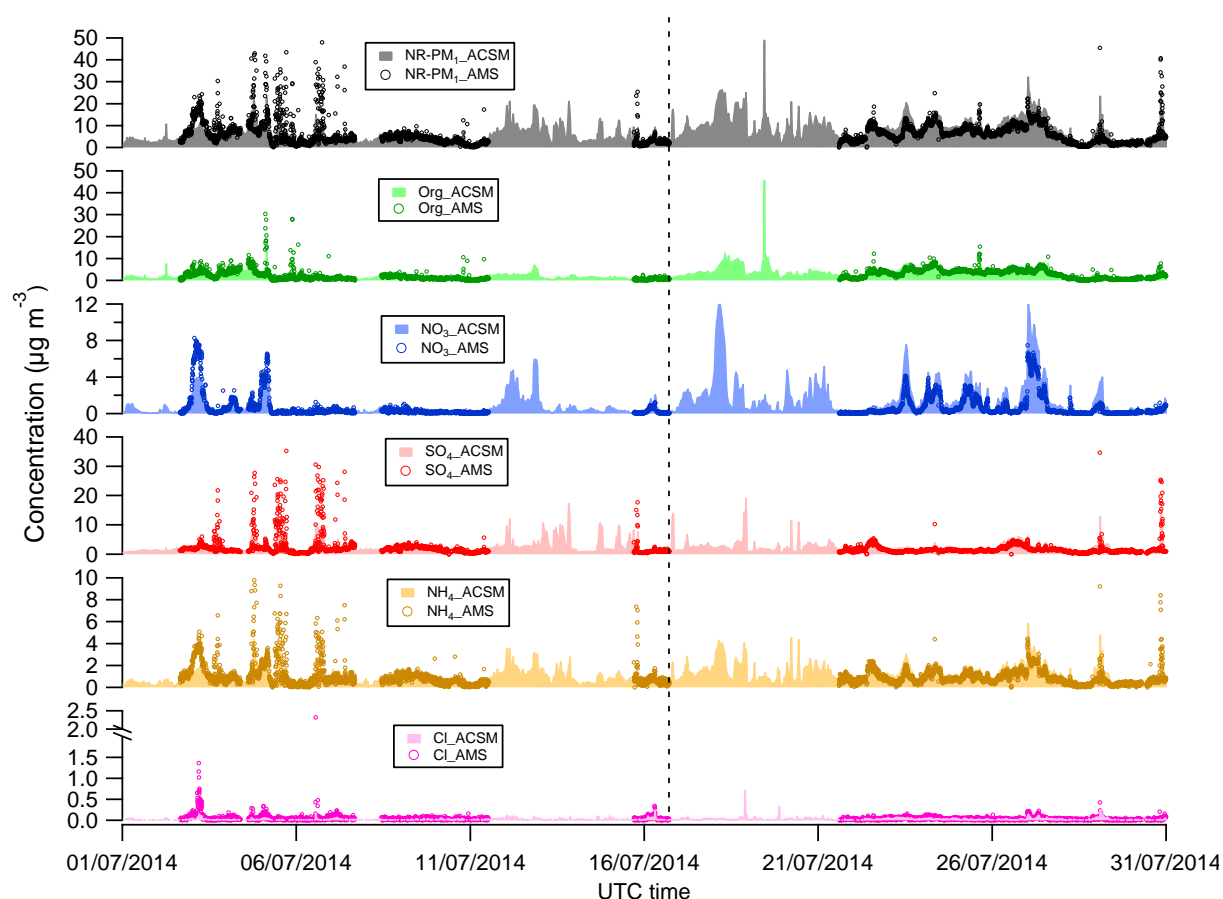 Concentration (µg m-3)
50
40
30
20
10
0
NR-PM1_ACSM
NR-PM1_AMS
50
40
30
20
10
0
Org_ACSM
Org_AMS
12
8
4
0
NO3_ACSM
NO3_AMS
40
30
20
10
0
SO4_ACSM
SO4_AMS
10
8
6
4
2
0
NH4_ACSM
NH4_AMS
2.5
2.0
1.5
1.0
0.5
0.0
Cl_ACSM
Cl_AMS
01/07/2014 06/07/2014 11/07/2014 16/07/2014 21/07/2014 26/07/2014 31/07/2014
UTC time